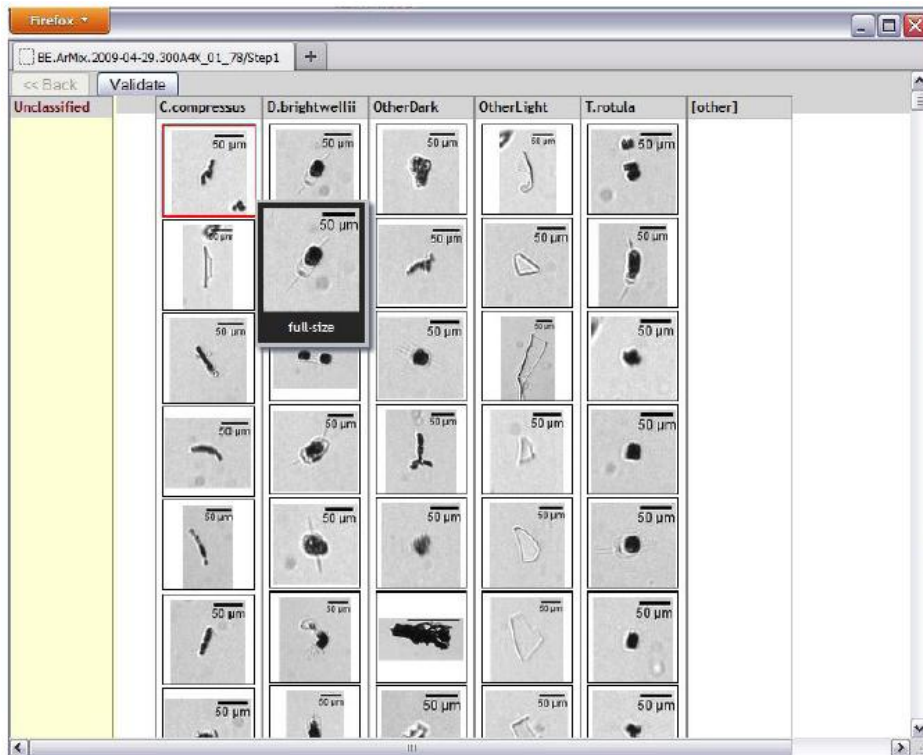 Firefox
BE.ArMix.2009-04-29.300A4X_01_78/Step1
<< Back Validate
Unclassified C.compressus D.brightwellii OtherDark OtherLight T.rotula [other]
50 µm 50 µm 50 µm 50 µm 50 µm
50 µm 50 µm 50 µm 50 µm 50 µm
full-size
50 µm 50 µm 50 µm 50 µm
50 µm 50 µm 50 µm 50 µm 50 µm
50 µm 50 µm 50 µm 50 µm 50 µm
50 µm 50 µm 50 µm 50 µm
50 µm 50 µm 50 µm 50 µm 50 µm